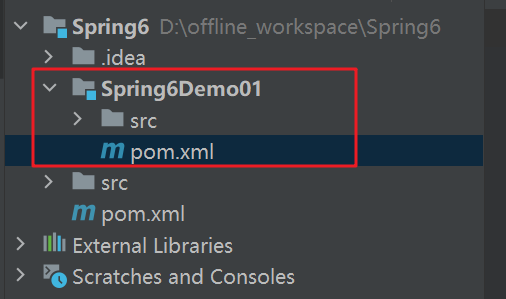 Spring6 D:\offline_workspace\Spring6
.idea
Spring6Demo01
src
m pom.xml
src
m pom.xml
External Libraries
Scratches and Consoles